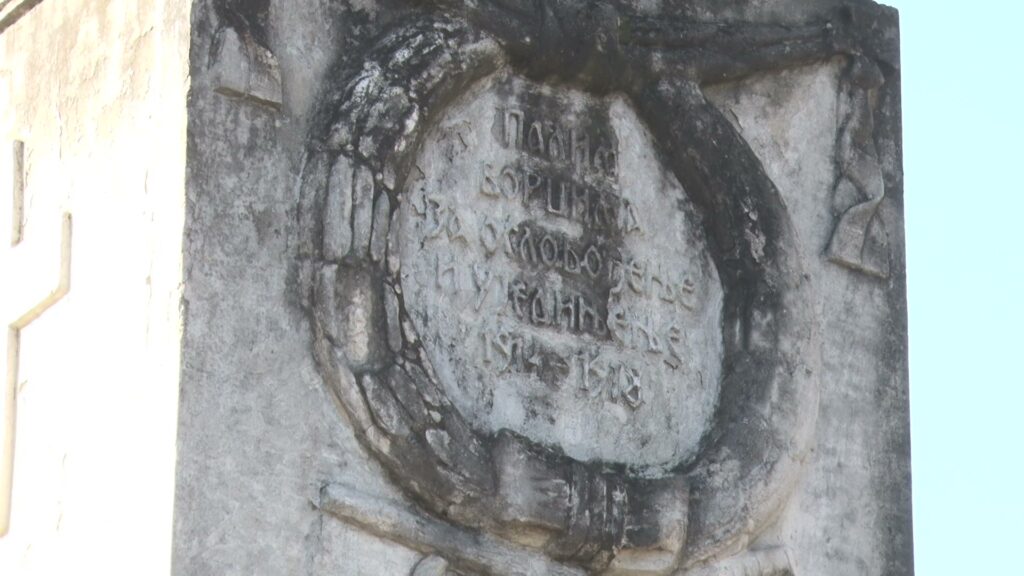 Палим
борцима
за ослобођење
и уједињење
1914-1918